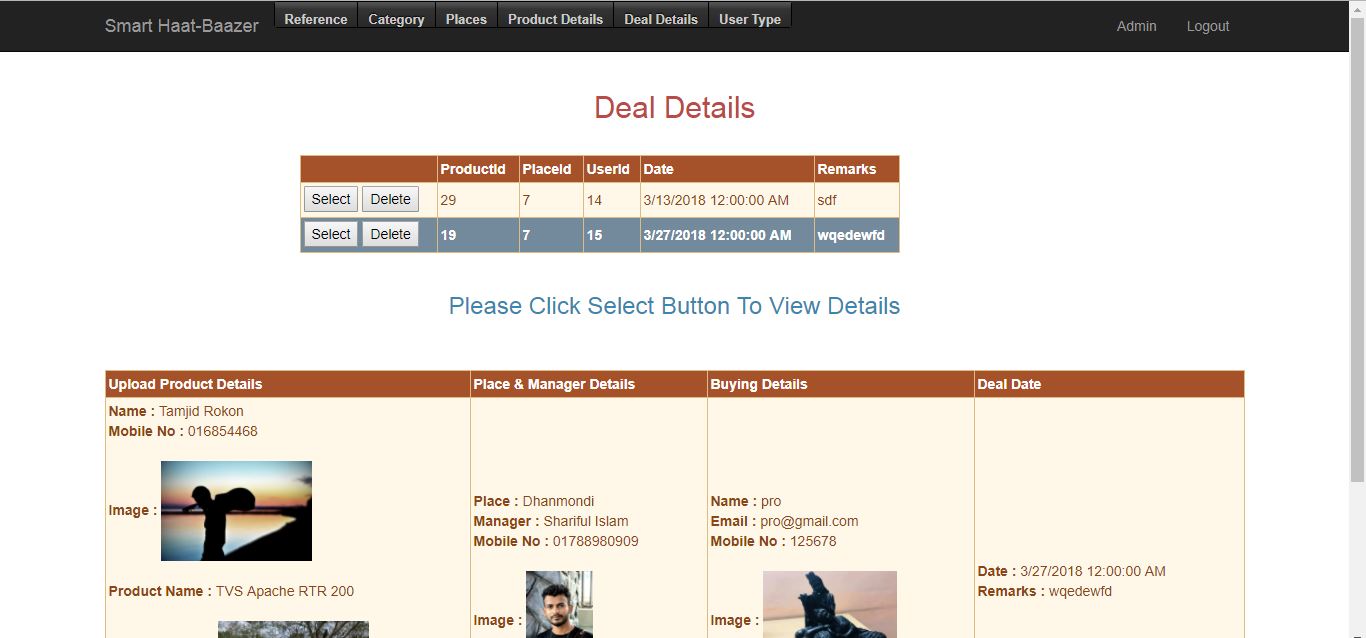 Smart Haat-Baazer Reference Category Places Product Details Deal Details User Type Admin Logout
Deal Details
ProductId PlaceId UserId Date Remarks
Select Delete 29 7 14 3/13/2018 12:00:00 AM sdf
Select Delete 19 7 15 3/27/2018 12:00:00 AM wqedewfd
Please Click Select Button To View Details
Upload Product Details Place & Manager Details Buying Details Deal Date
Name : Tamjid Rokon
Mobile No : 016854468
Image :
Product Name : TVS Apache RTR 200
Place : Dhanmondi
Manager : Shariful Islam
Mobile No : 01788980909
Image :
Name : pro
Email : pro@gmail.com
Mobile No : 125678
Image :
Date : 3/27/2018 12:00:00 AM
Remarks : wqedewfd